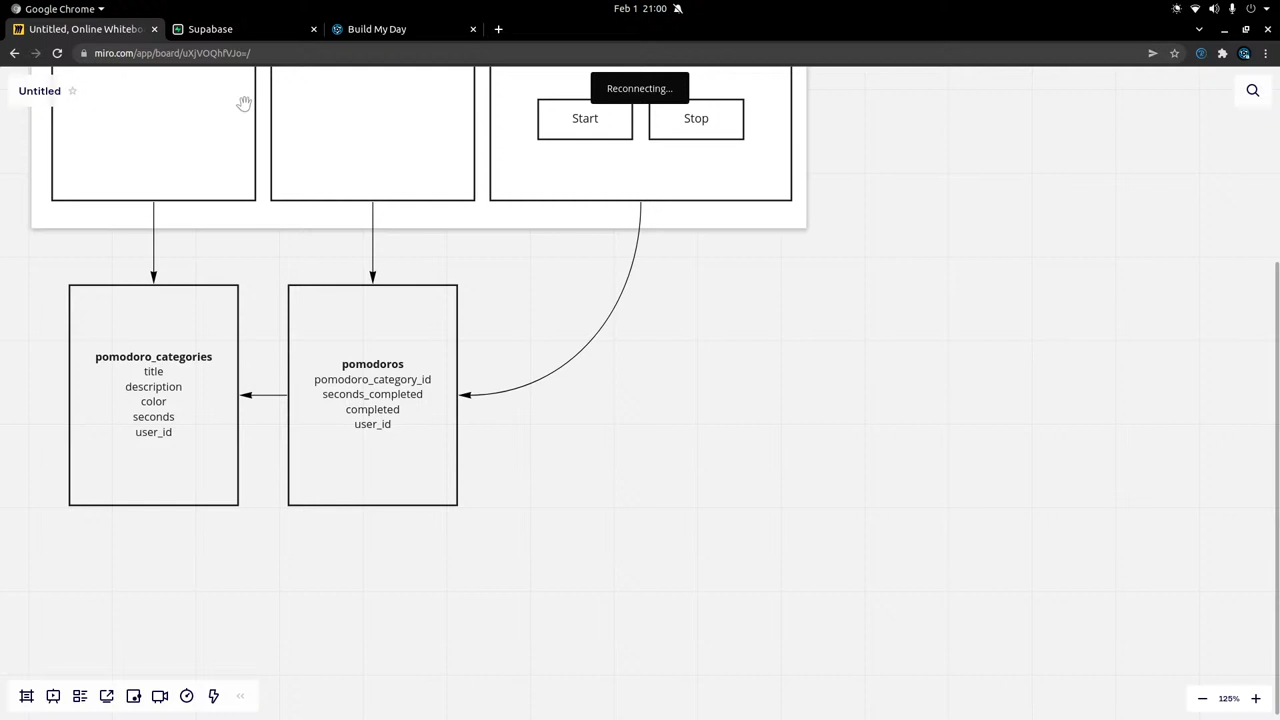 Google Chrome
Feb 1 21:00
Untitled, Online Whitebo
Supabase
Build My Day
miro.com/app/board/uXjVOQhfVJo=/
Untitled
Reconnecting...
Start
Stop
pomodoro_categories
title
description
color
seconds
user_id
pomodoros
pomodoro_category_id
seconds_completed
completed
user_id
125%